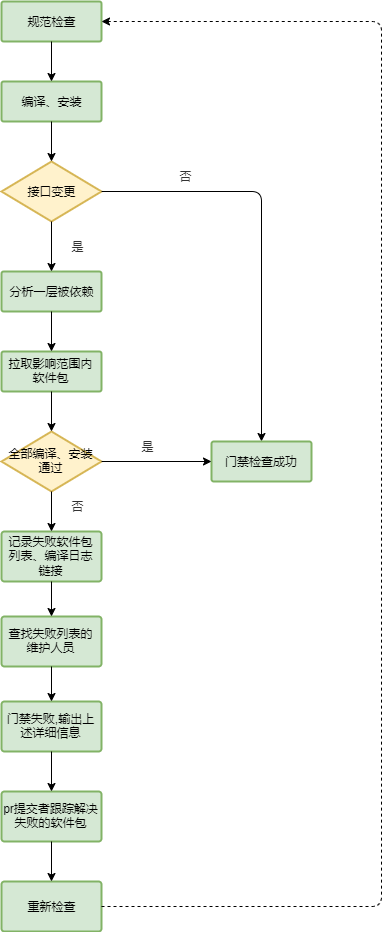 规范检查
编译、安装
接口变更
否
是
分析一层被依赖
拉取影响范围内
软件包
全部编译、安装
通过
是
门禁检查成功
否
记录失败软件包
列表、编译日志
链接
查找失败列表的
维护人员
门禁失败,输出上
述详细信息
pr提交者跟踪解决
失败的软件包
重新检查